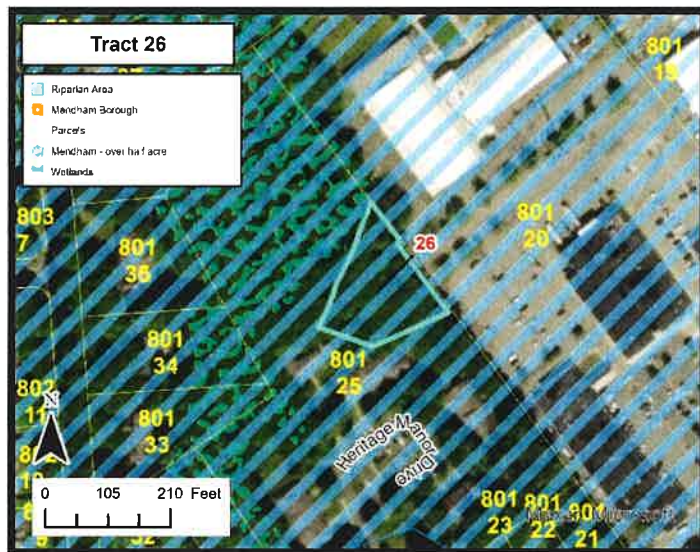 Tract 26
Riparian Area
Mendham Borough
Parcels
Mendham - over half acre
Wetlands
801
19
803
7
801
36
26
801
20
801
34
801
25
802
11
801
33
Heritage Manor
Drive
N
0 105 210 Feet
801
23
801
22
801
21
32